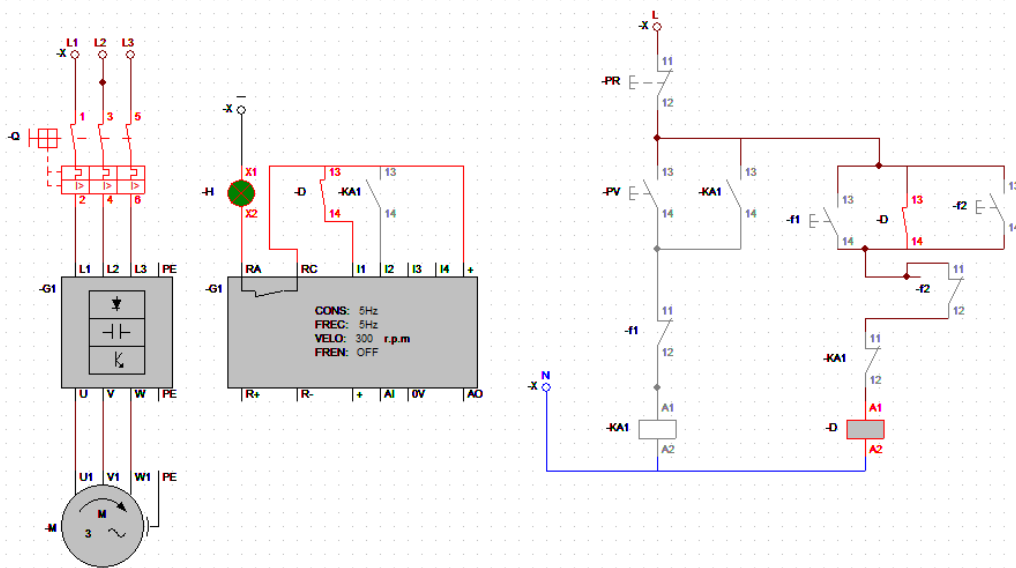 L1 L2 L3
-X
1 3 5
-Q
I> I> I>
2 4 6
L1 L2 L3 PE
-G1
U V W PE
U1 V1 W1 PE
-M
M
3
-X
-H
X1
X2
-D
13
14
-KA1
13
14
RA RC I1 I2 I3 I4 +
-G1
CONS: 5Hz
FREC: 5Hz
VELO: 300 r.p.m
FREN: OFF
R+ R- + AI 0V AO
L
-X
-PR
11
12
-PV
13
14
-KA1
13
14
-f1
13
14
-D
13
14
-f2
13
14
-f1
11
12
-f2
11
12
-KA1
11
12
N
-X
-KA1
A1
A2
-D
A1
A2